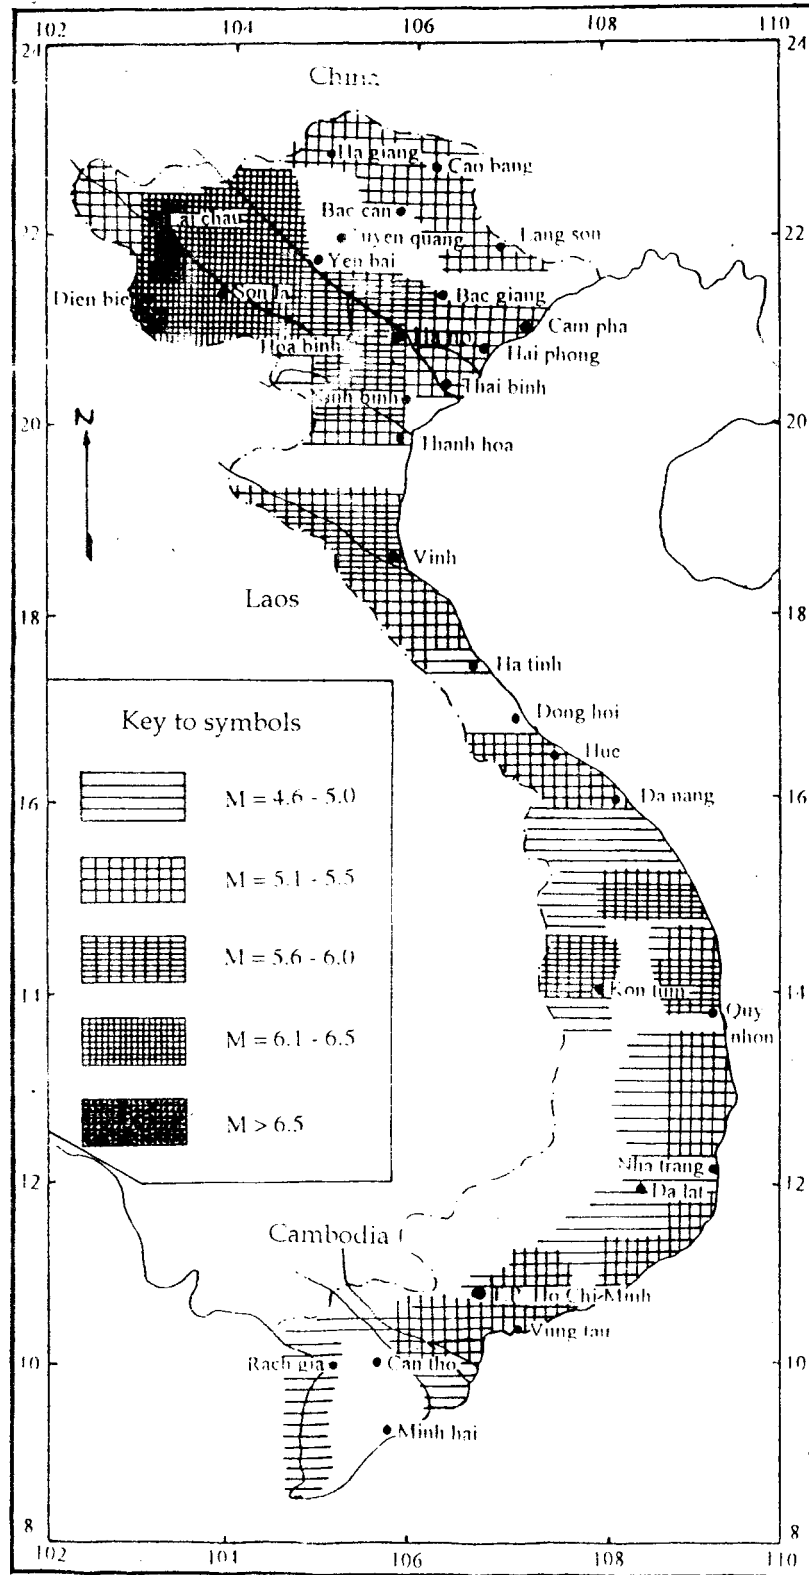 102 104 106 108 110
24 24
China
Ha giang
Cao bang
Bac can
22 22
Lai chau
Tuyen quang
Lang son
Yen bai
Son la
Bac giang
Dien bie
Cam pha
Hoa binh
Hai phong
Thai binh
20 20
Z
Thanh hoa
Vinh
Laos
18 18
Ha tinh
Key to symbols
Dong hoi
Hue
M = 4.6 - 5.0
16 16
Da nang
M = 5.1 - 5.5
M = 5.6 - 6.0
14 14
Kon tum
Quy
nhon
M = 6.1 - 6.5
M > 6.5
Nha trang
12 12
Da lat
Cambodia
Ho Chi Minh
Vung tau
10 10
Rach gia
Can tho
Minh hai
8 8
102 104 106 108 110